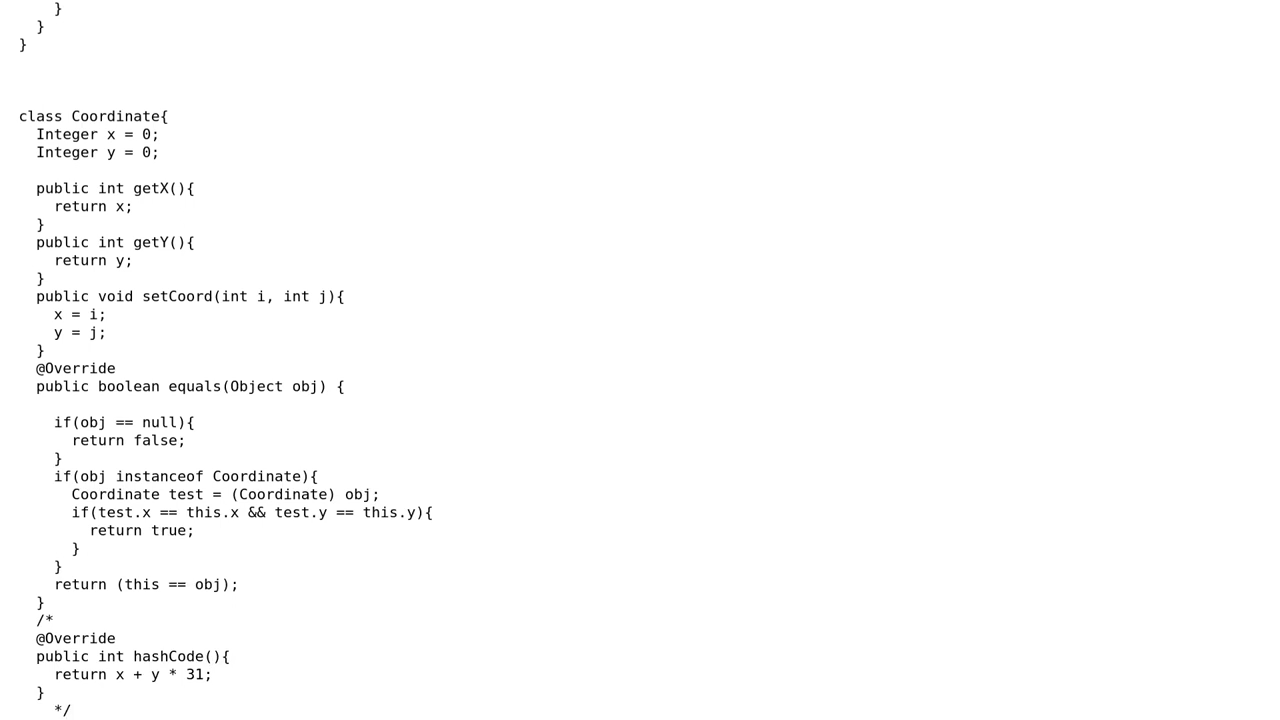 }
  }
}
class Coordinate{
  Integer x = 0;
  Integer y = 0;
  public int getX(){
    return x;
  }
  public int getY(){
    return y;
  }
  public void setCoord(int i, int j){
    x = i;
    y = j;
  }
  @Override
  public boolean equals(Object obj) {
    if(obj == null){
      return false;
    }
    if(obj instanceof Coordinate){
      Coordinate test = (Coordinate) obj;
      if(test.x == this.x && test.y == this.y){
        return true;
      }
    }
    return (this == obj);
  }
  /*
  @Override
  public int hashCode(){
    return x + y * 31;
  }
    */